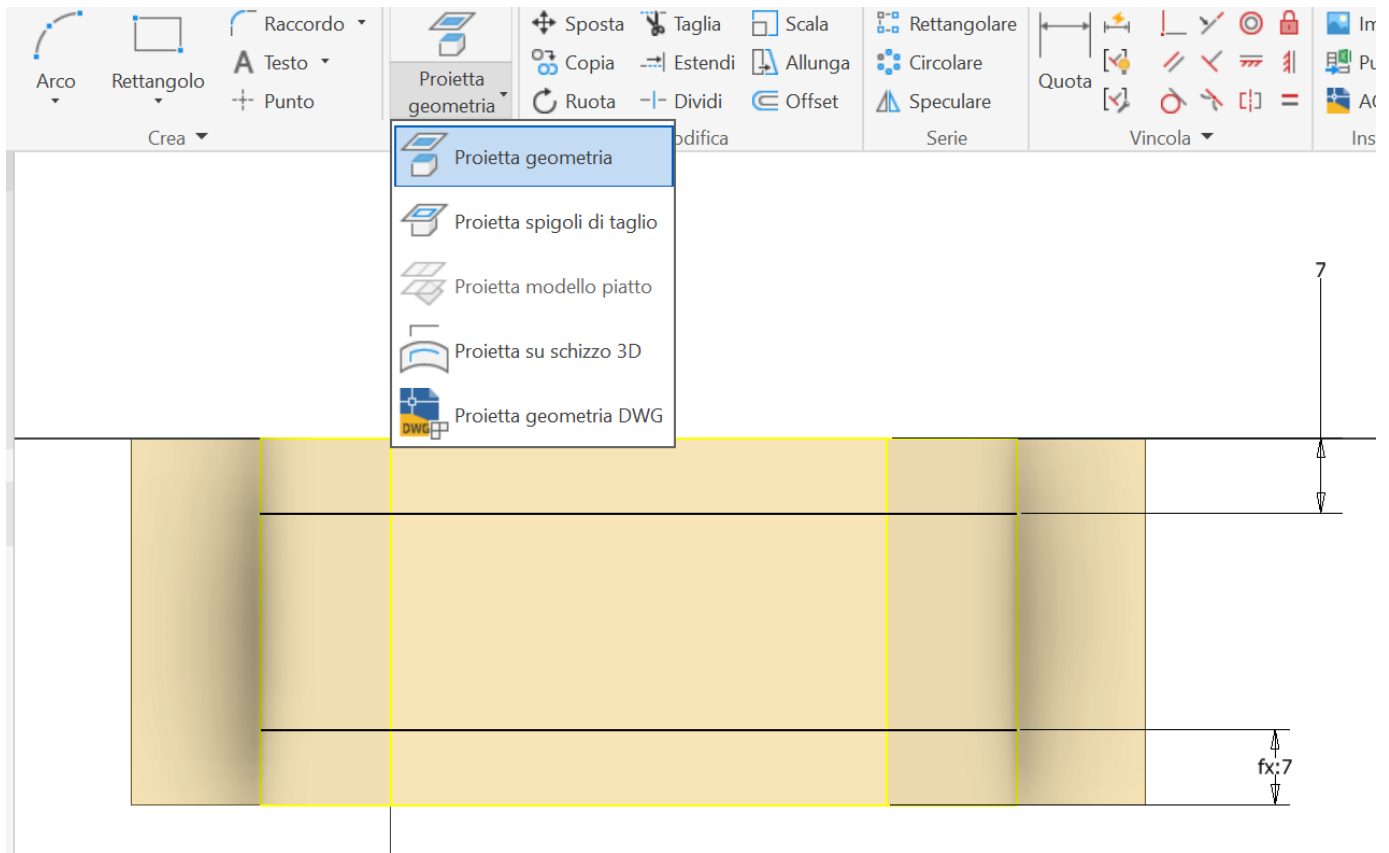 Raccordo
Sposta
Taglia
Scala
Rettangolare
Arco
Rettangolo
Testo
Proietta
geometria
Copia
Estendi
Allunga
Circolare
Quota
Punto
Ruota
Dividi
Offset
Speculare
Crea
Serie
Vincola
Proietta geometria
Proietta spigoli di taglio
Proietta modello piatto
Proietta su schizzo 3D
DWG
Proietta geometria DWG
7
fx:7